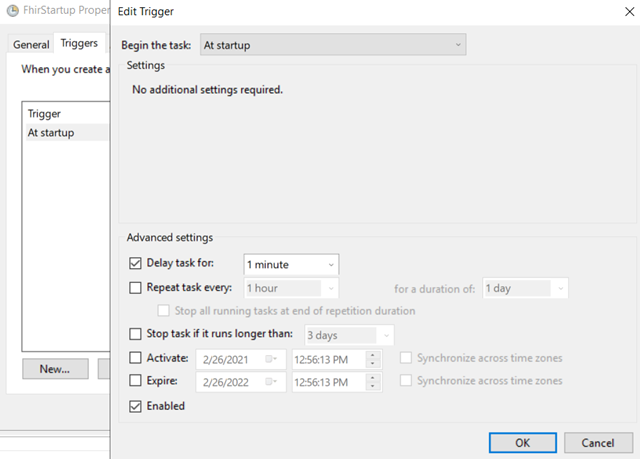 FhirStartup Proper
Edit Trigger
General Triggers
When you create a
Trigger
At startup
New...
Begin the task: At startup
Settings
No additional settings required.
Advanced settings
Delay task for: 1 minute
Repeat task every: 1 hour for a duration of: 1 day
Stop all running tasks at end of repetition duration
Stop task if it runs longer than: 3 days
Activate: 2/26/2021 12:56:13 PM Synchronize across time zones
Expire: 2/26/2022 12:56:13 PM Synchronize across time zones
Enabled
OK Cancel